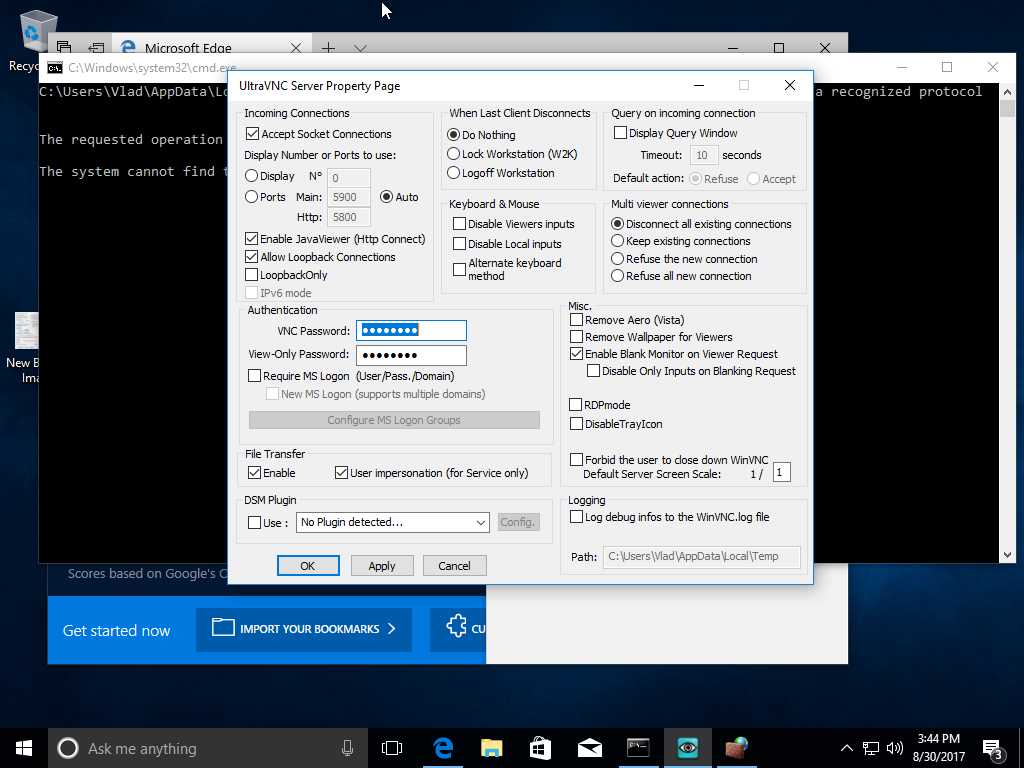 Recyc
Microsoft Edge
C:\Windows\system32\cmd.exe
C:\Users\Vlad\AppData\Lo
a recognized protocol
The requested operation
The system cannot find t
UltraVNC Server Property Page
Incoming Connections
Accept Socket Connections
Display Number or Ports to use:
Display N° 0
Ports Main: 5900 Auto
Http: 5800
Enable JavaViewer (Http Connect)
Allow Loopback Connections
LoopbackOnly
IPv6 mode
When Last Client Disconnects
Do Nothing
Lock Workstation (W2K)
Logoff Workstation
Query on incoming connection
Display Query Window
Timeout: 10 seconds
Default action: Refuse Accept
Keyboard & Mouse
Disable Viewers inputs
Disable Local inputs
Alternate keyboard
method
Multi viewer connections
Disconnect all existing connections
Keep existing connections
Refuse the new connection
Refuse all new connection
Authentication
VNC Password:
View-Only Password:
Require MS Logon (User/Pass./Domain)
New MS Logon (supports multiple domains)
Configure MS Logon Groups
Misc.
Remove Aero (Vista)
Remove Wallpaper for Viewers
Enable Blank Monitor on Viewer Request
Disable Only Inputs on Blanking Request
RDPmode
DisableTrayIcon
Forbid the user to close down WinVNC
Default Server Screen Scale: 1 / 1
File Transfer
Enable User impersonation (for Service only)
DSM Plugin
Use : No Plugin detected... Config.
Logging
Log debug infos to the WinVNC.log file
Path: C:\Users\Vlad\AppData\Local\Temp
OK Apply Cancel
New B
Ima
Scores based on Google's O
Get started now
IMPORT YOUR BOOKMARKS
CU
Ask me anything
3:44 PM
8/30/2017
3